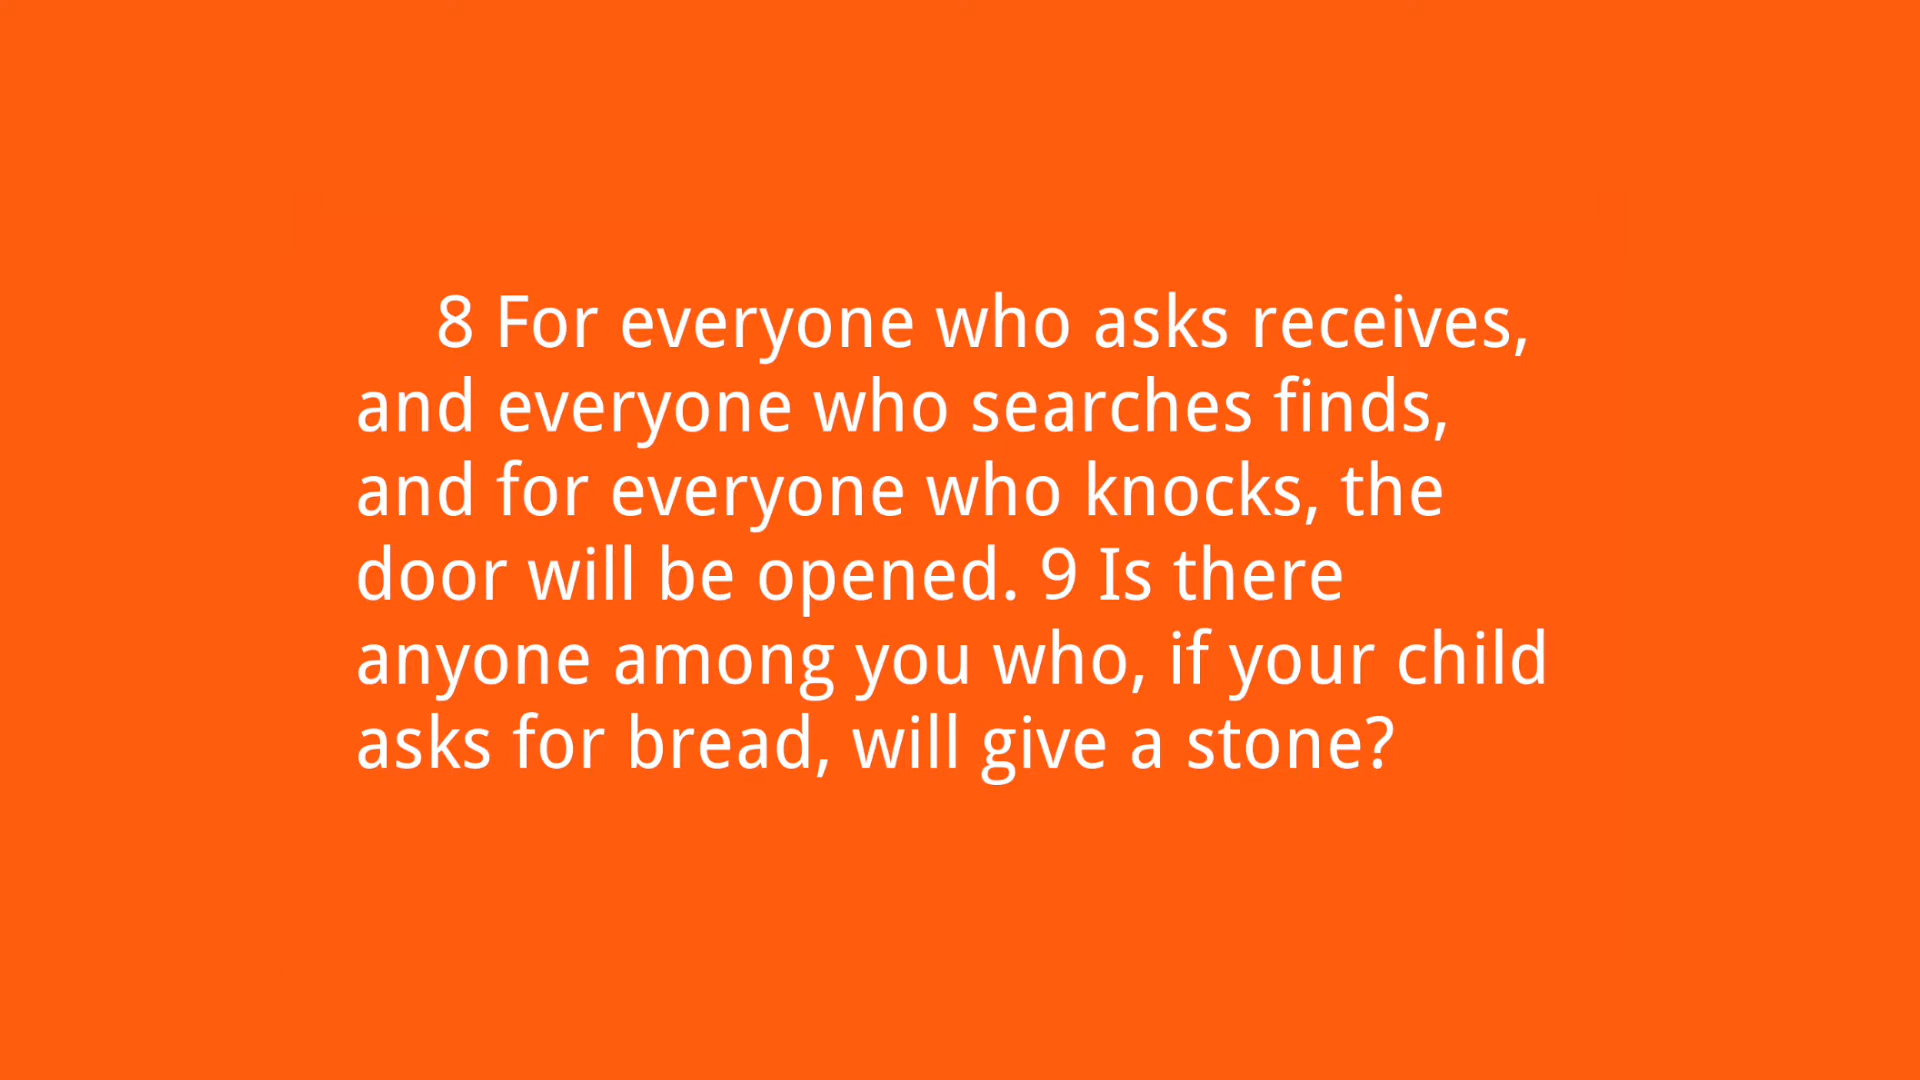 8 For everyone who asks receives,
and everyone who searches finds,
and for everyone who knocks, the
door will be opened. 9 Is there
anyone among you who, if your child
asks for bread, will give a stone?